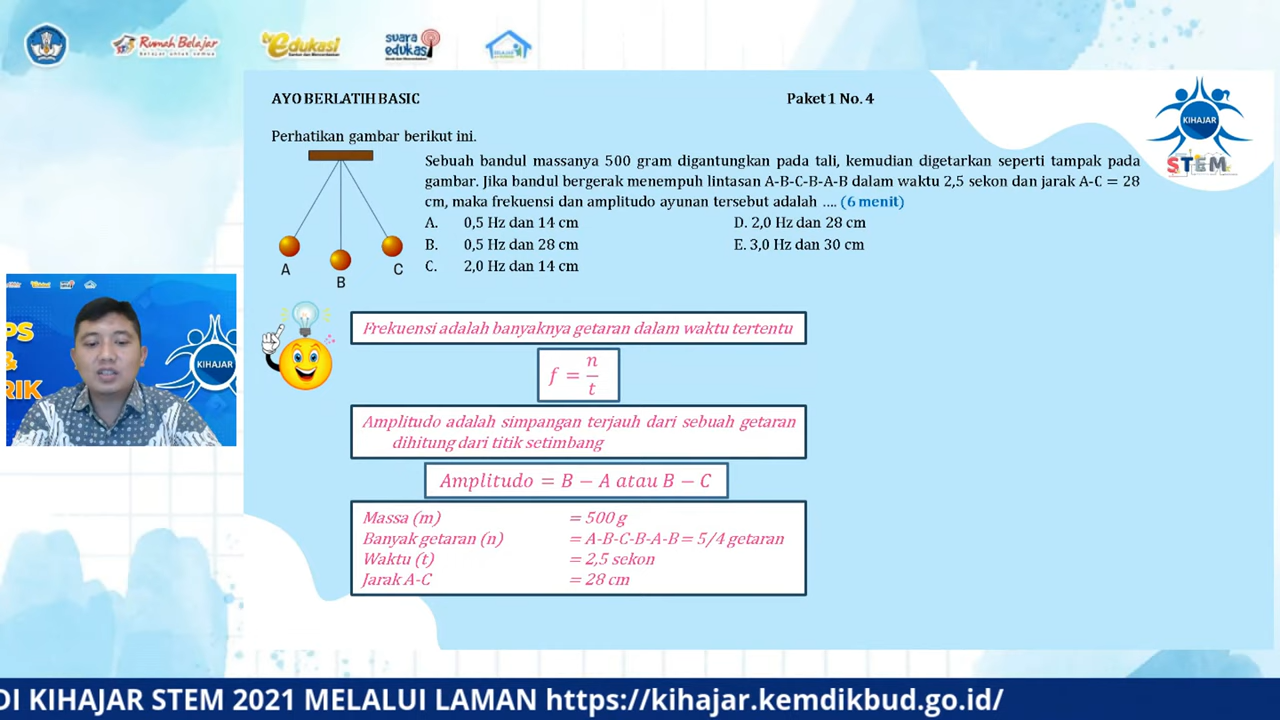 Rumah Belajar
Belajar untuk semua
tv edukasi
suara
edukasi
AYO BERLATIH BASIC
Paket 1 No. 4
KIHAJAR
STEM
Perhatikan gambar berikut ini.
Sebuah bandul massanya 500 gram digantungkan pada tali, kemudian digetarkan seperti tampak pada
gambar. Jika bandul bergerak menempuh lintasan A-B-C-B-A-B dalam waktu 2,5 sekon dan jarak A-C = 28
cm, maka frekuensi dan amplitudo ayunan tersebut adalah .... (6 menit)
A. 0,5 Hz dan 14 cm
D. 2,0 Hz dan 28 cm
B. 0,5 Hz dan 28 cm
E. 3,0 Hz dan 30 cm
C. 2,0 Hz dan 14 cm
A
B
C
Frekuensi adalah banyaknya getaran dalam waktu tertentu
f = n/t
Amplitudo adalah simpangan terjauh dari sebuah getaran
dihitung dari titik setimbang
Amplitudo = B − A atau B − C
Massa (m) = 500 g
Banyak getaran (n) = A-B-C-B-A-B = 5/4 getaran
Waktu (t) = 2,5 sekon
Jarak A-C = 28 cm
PS
&
RIK
KIHAJAR
DI KIHAJAR STEM 2021 MELALUI LAMAN https://kihajar.kemdikbud.go.id/